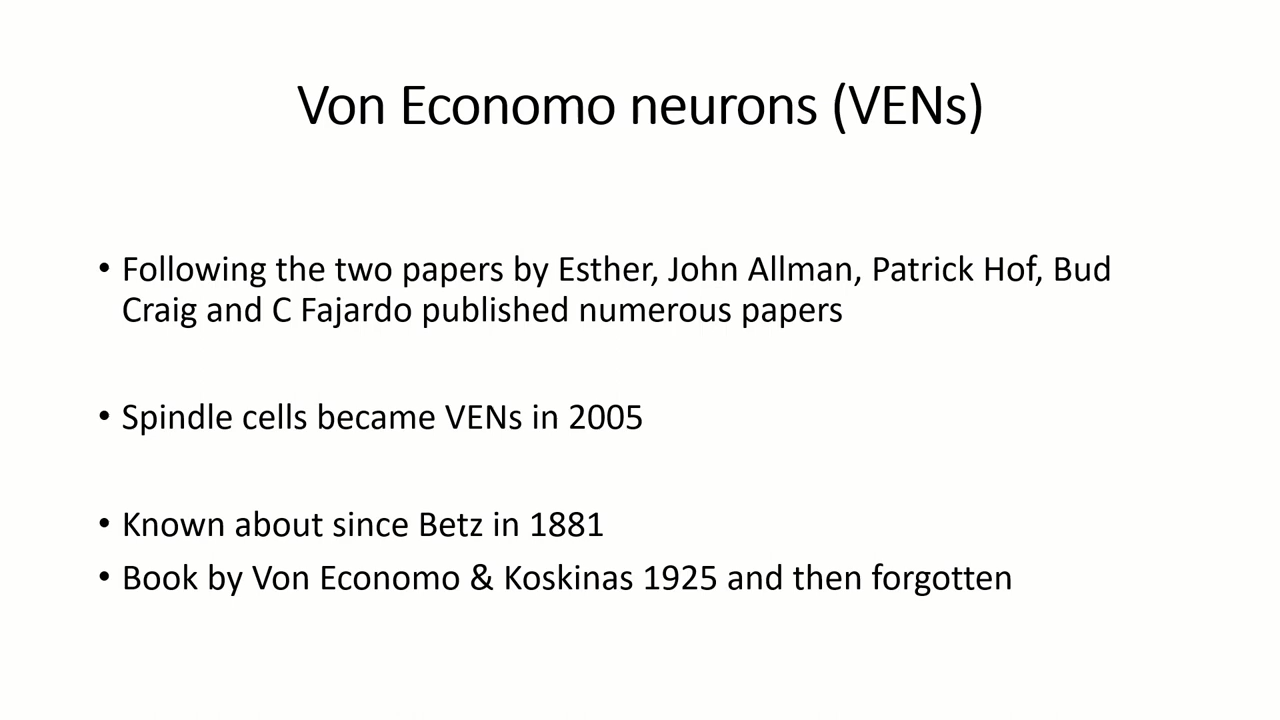 Von Economo neurons (VENs)
• Following the two papers by Esther, John Allman, Patrick Hof, Bud
Craig and C Fajardo published numerous papers
• Spindle cells became VENs in 2005
• Known about since Betz in 1881
• Book by Von Economo & Koskinas 1925 and then forgotten